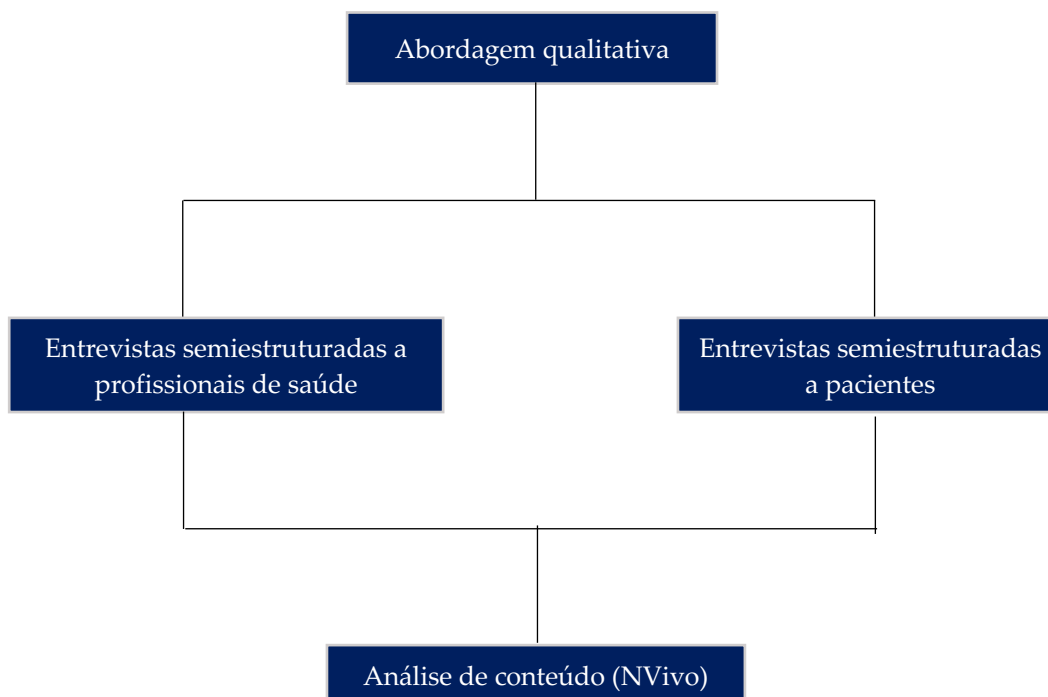 Abordagem qualitativa
Entrevistas semiestruturadas a
profissionais de saúde
Entrevistas semiestruturadas
a pacientes
Análise de conteúdo (NVivo)